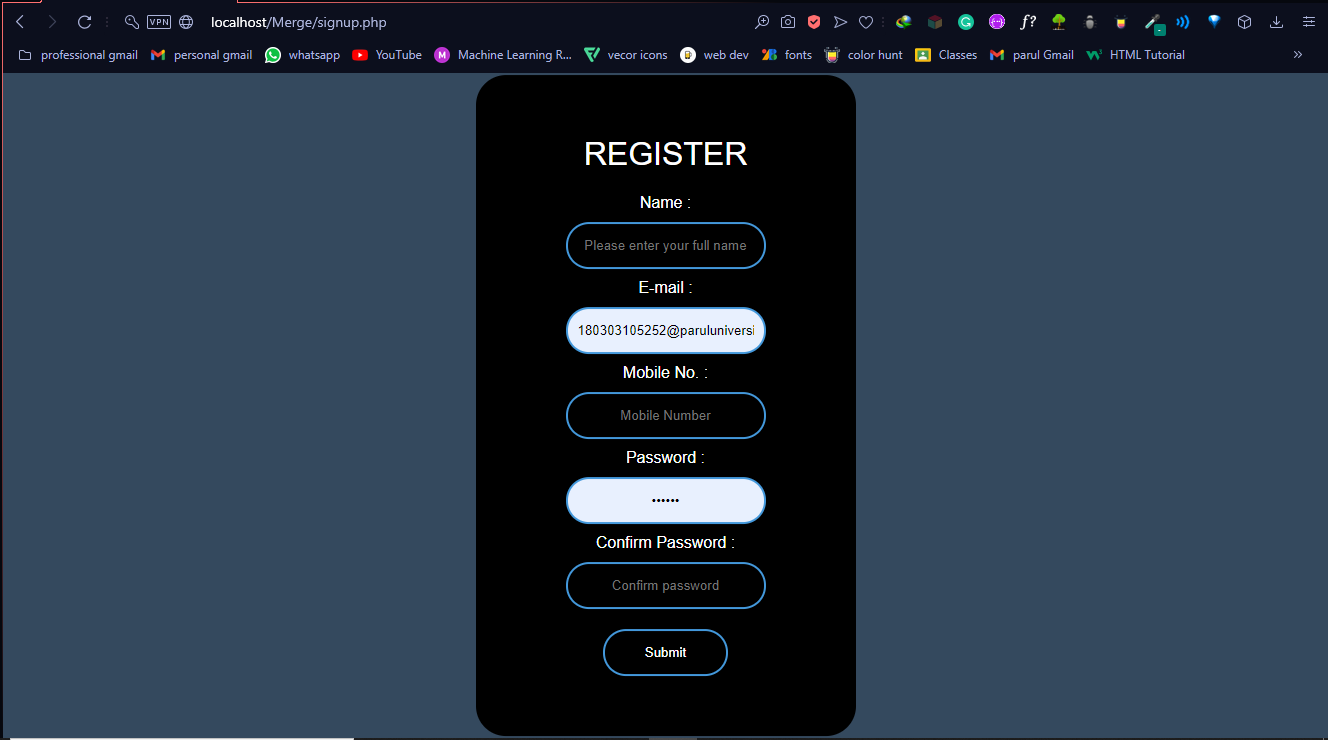 VPN localhost/Merge/signup.php f?
professional gmail personal gmail whatsapp YouTube Machine Learning R... vecor icons web dev fonts color hunt Classes parul Gmail HTML Tutorial
REGISTER
Name :
Please enter your full name
E-mail :
180303105252@paruluniversi
Mobile No. :
Mobile Number
Password :
••••••
Confirm Password :
Confirm password
Submit